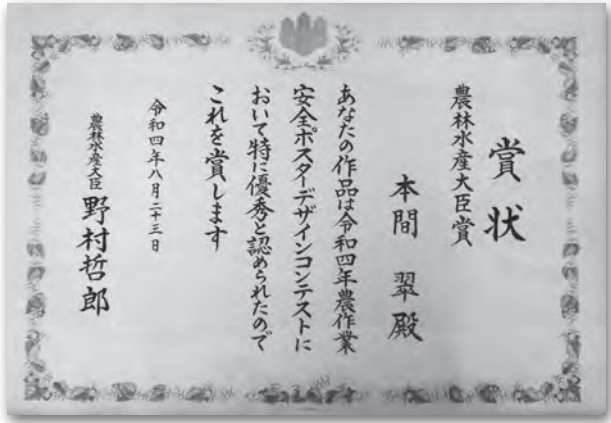 賞状
農林水産大臣賞
本間 翠殿
あなたの作品は令和四年農作業
安全ポスターデザインコンテストに
おいて特に優秀と認められたので
これを賞します
令和四年八月二十三日
農林水産大臣 野村哲郎